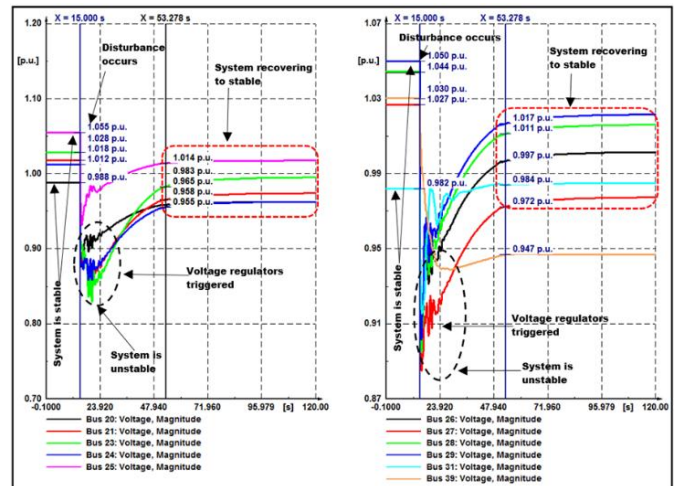 X = 15.000 s
X = 53.278 s
1.20
[p.u.]
1.10
1.00
0.90
0.80
0.70
Disturbance
occurs
System recovering
to stable
1.055 p.u.
1.028 p.u.
1.018 p.u.
1.012 p.u.
0.988 p.u.
1.014 p.u.
0.983 p.u.
0.965 p.u.
0.958 p.u.
0.955 p.u.
System is stable
Voltage regulators
triggered
System is
unstable
-0.1000
23.920
47.940
71.960
95.979
[s]
120.00
Bus 20: Voltage, Magnitude
Bus 21: Voltage, Magnitude
Bus 23: Voltage, Magnitude
Bus 24: Voltage, Magnitude
Bus 25: Voltage, Magnitude
X = 15.000 s
X = 53.278 s
1.07
[p.u.]
1.03
0.99
0.95
0.91
0.87
Disturbance occurs
System recovering
to stable
1.050 p.u.
1.044 p.u.
1.030 p.u.
1.027 p.u.
0.982 p.u.
1.017 p.u.
1.011 p.u.
0.997 p.u.
0.984 p.u.
0.972 p.u.
0.947 p.u.
System is stable
Voltage regulators
triggered
System is
unstable
-0.1000
23.920
47.940
71.960
95.979
[s]
120.00
Bus 26: Voltage, Magnitude
Bus 27: Voltage, Magnitude
Bus 28: Voltage, Magnitude
Bus 29: Voltage, Magnitude
Bus 31: Voltage, Magnitude
Bus 39: Voltage, Magnitude